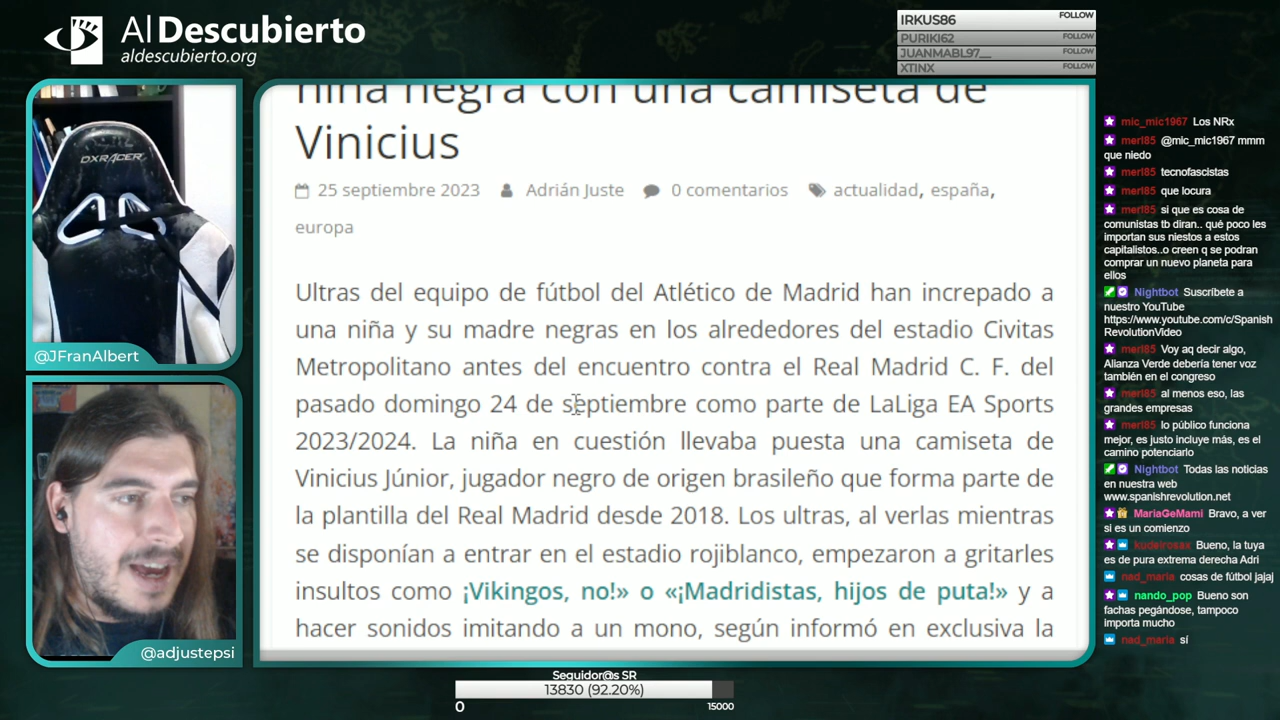 Al Descubierto
aldescubierto.org
IRKUS86 FOLLOW
PURIKI62 FOLLOW
JUANMABL97__ FOLLOW
XTINX FOLLOW
DXRACER
@JFranAlbert
@adjustepsi
niña negra con una camiseta de
Vinicius
25 septiembre 2023 Adrián Juste 0 comentarios actualidad, españa,
europa
Ultras del equipo de fútbol del Atlético de Madrid han increpado a
una niña y su madre negras en los alrededores del estadio Civitas
Metropolitano antes del encuentro contra el Real Madrid C. F. del
pasado domingo 24 de septiembre como parte de LaLiga EA Sports
2023/2024. La niña en cuestión llevaba puesta una camiseta de
Vinicius Júnior, jugador negro de origen brasileño que forma parte de
la plantilla del Real Madrid desde 2018. Los ultras, al verlas mientras
se disponían a entrar en el estadio rojiblanco, empezaron a gritarles
insultos como ¡Vikingos, no!» o «¡Madridistas, hijos de puta!» y a
hacer sonidos imitando a un mono, según informó en exclusiva la
mic_mic1967 Los NRx
merl85 @mic_mic1967 mmm
que niedo
merl85 tecnofascistas
merl85 que locura
merl85 si que es cosa de
comunistas tb diran.. qué poco les
importan sus niestos a estos
capitalistos..o creen q se podran
comprar un nuevo planeta para
ellos
Nightbot Suscríbete a
nuestro YouTube
https://www.youtube.com/c/Spanish
RevolutionVideo
merl85 Voy aq decir algo,
Alianza Verde debería tener voz
también en el congreso
merl85 al menos eso, las
grandes empresas
merl85 lo público funciona
mejor, es justo incluye más, es el
camino potenciarlo
Nightbot Todas las noticias
en nuestra web
www.spanishrevolution.net
MariaGeMami Bravo, a ver
si es un comienzo
kudeirosax Bueno, la tuya
es de pura extrema derecha Adri
nad_maria cosas de fútbol jajaj
nando_pop Bueno son
fachas pegándose, tampoco
importa mucho
nad_maria sí
Seguidor@s SR
13830 (92.20%)
0 15000